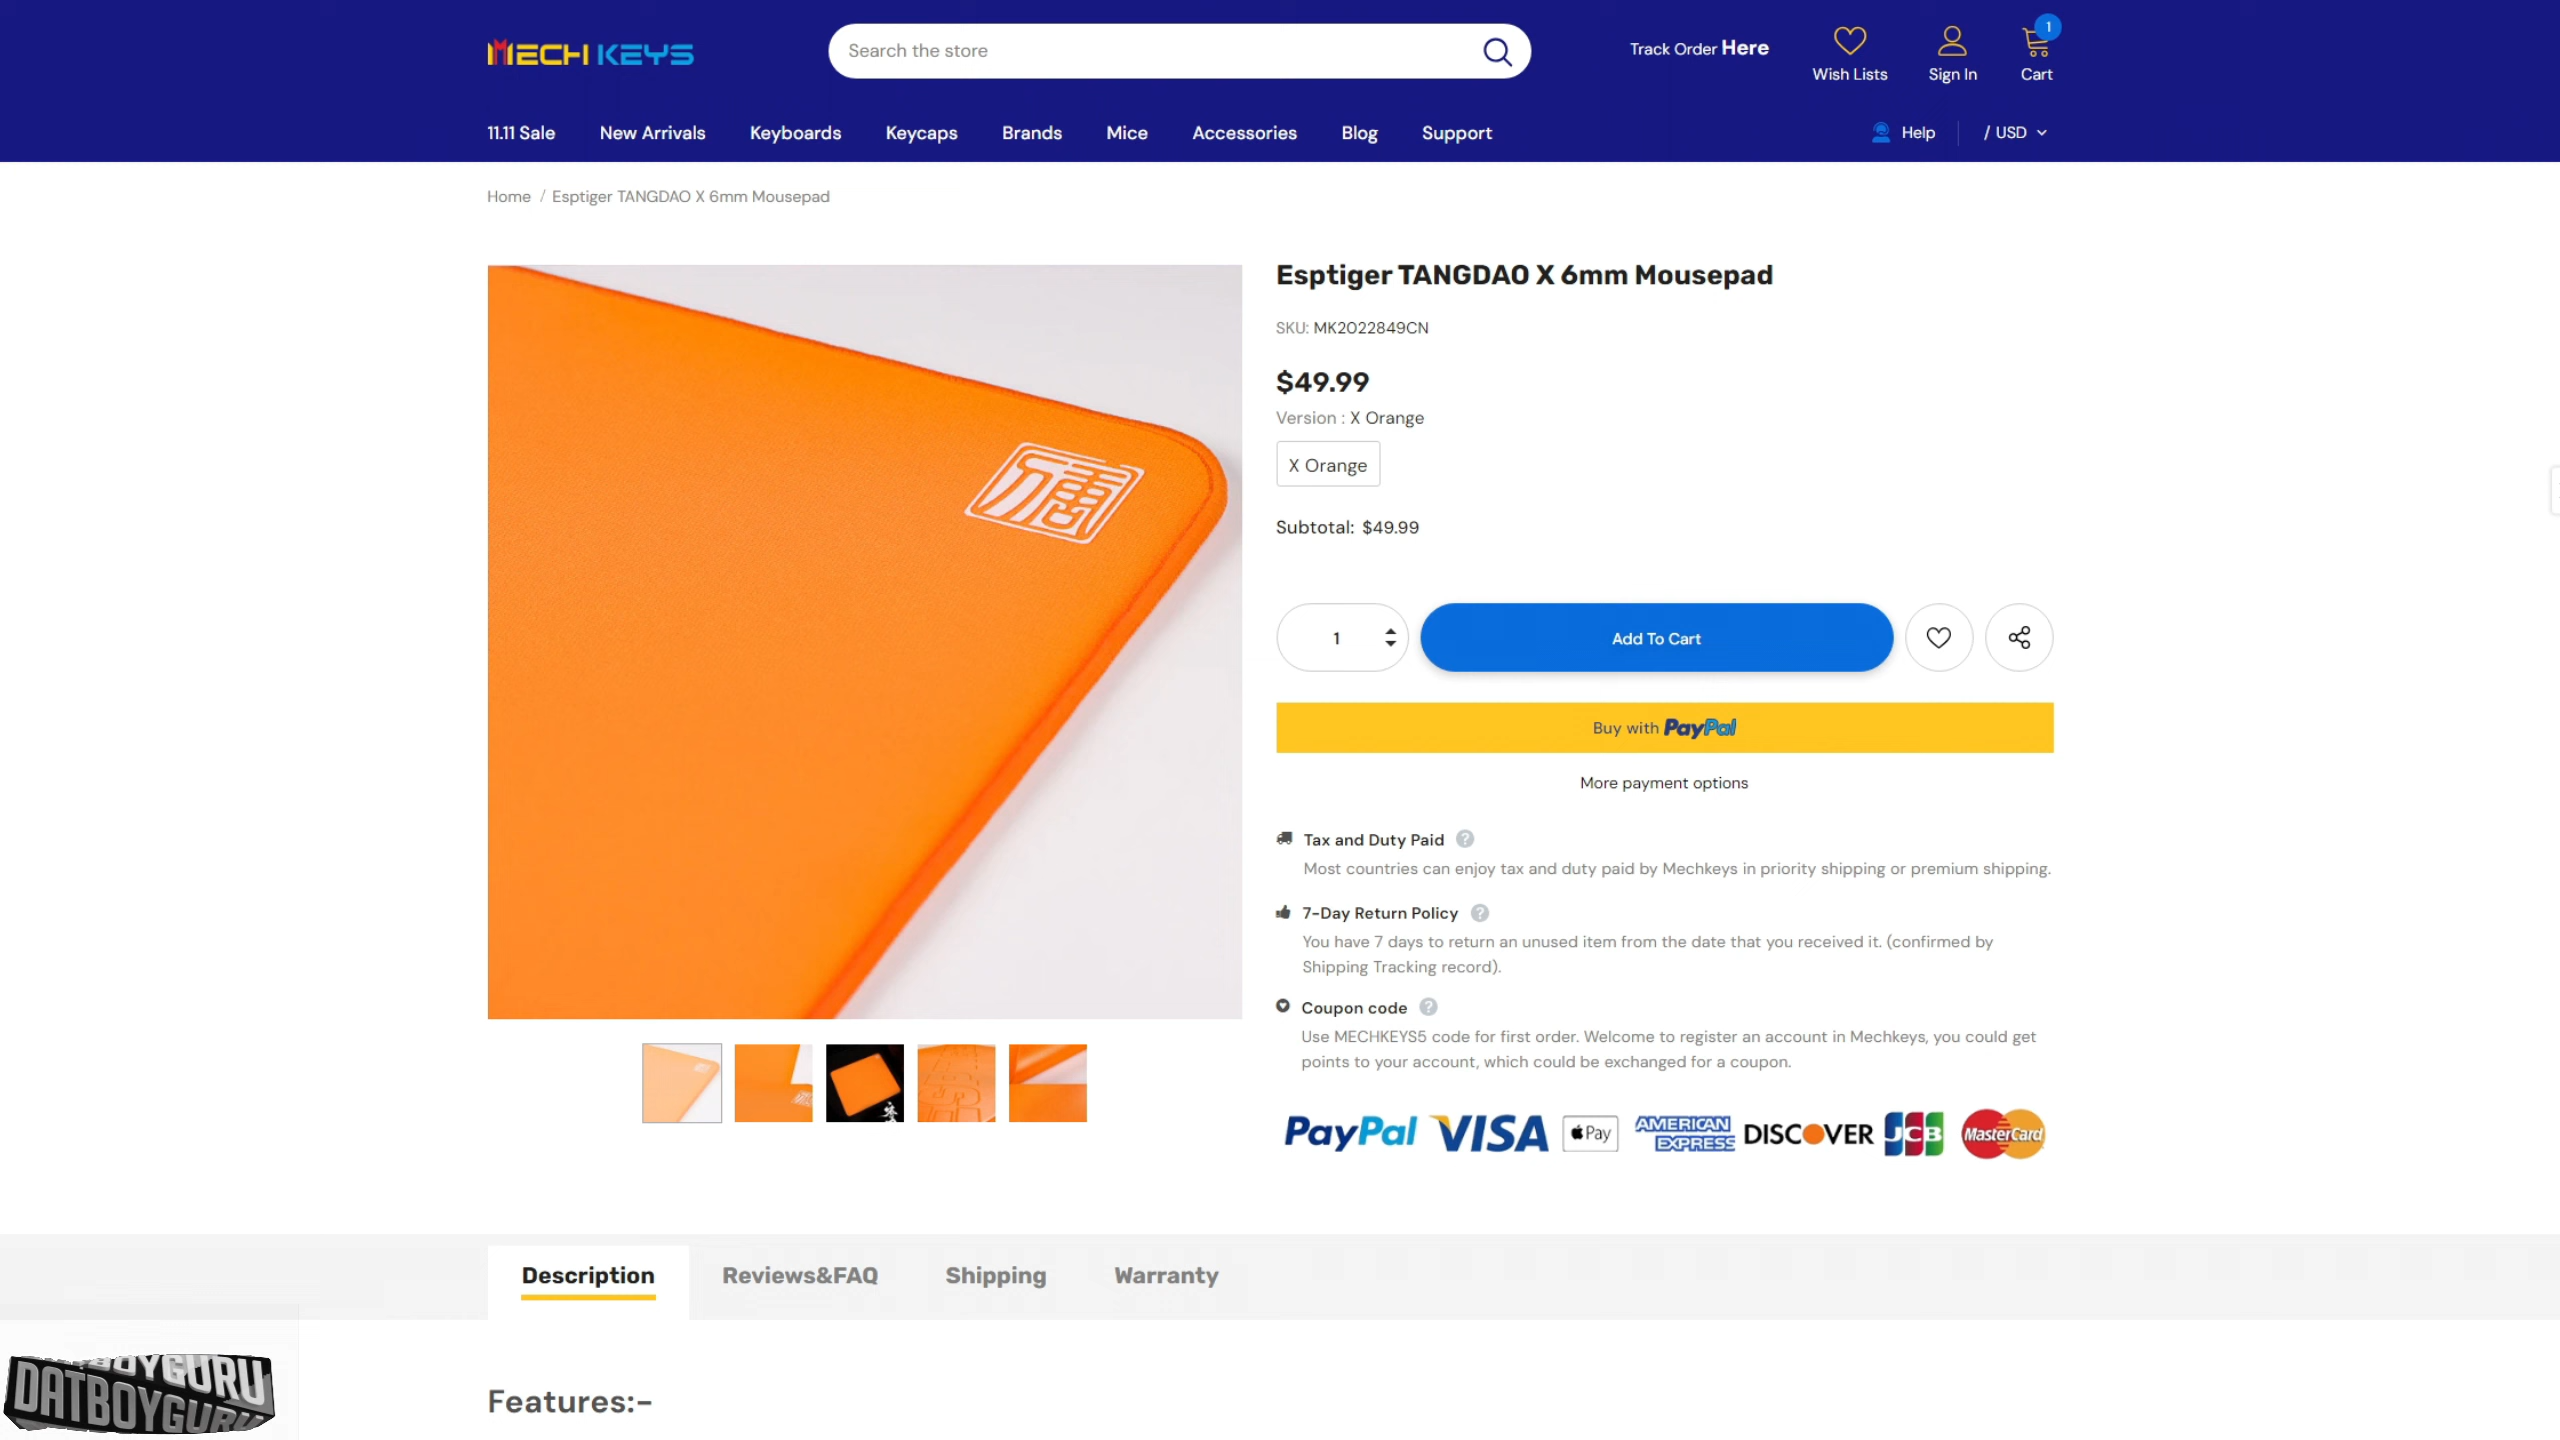 MECHKEYS
Search the store
Track Order Here
Wish Lists
Sign In
1
Cart
11.11 Sale
New Arrivals
Keyboards
Keycaps
Brands
Mice
Accessories
Blog
Support
Help
/ USD
Home / Esptiger TANGDAO X 6mm Mousepad
福
Esptiger TANGDAO X 6mm Mousepad
SKU: MK2022849CN
$49.99
Version : X Orange
X Orange
Subtotal: $49.99
1
Add To Cart
Buy with PayPal
More payment options
Tax and Duty Paid ?
Most countries can enjoy tax and duty paid by Mechkeys in priority shipping or premium shipping.
7-Day Return Policy ?
You have 7 days to return an unused item from the date that you received it. (confirmed by
Shipping Tracking record).
Coupon code ?
Use MECHKEYS5 code for first order. Welcome to register an account in Mechkeys, you could get
points to your account, which could be exchanged for a coupon.
PayPal VISA Pay AMERICAN EXPRESS DISCOVER JCB MasterCard
Description
Reviews&FAQ
Shipping
Warranty
Features:-
DATBOYGURU